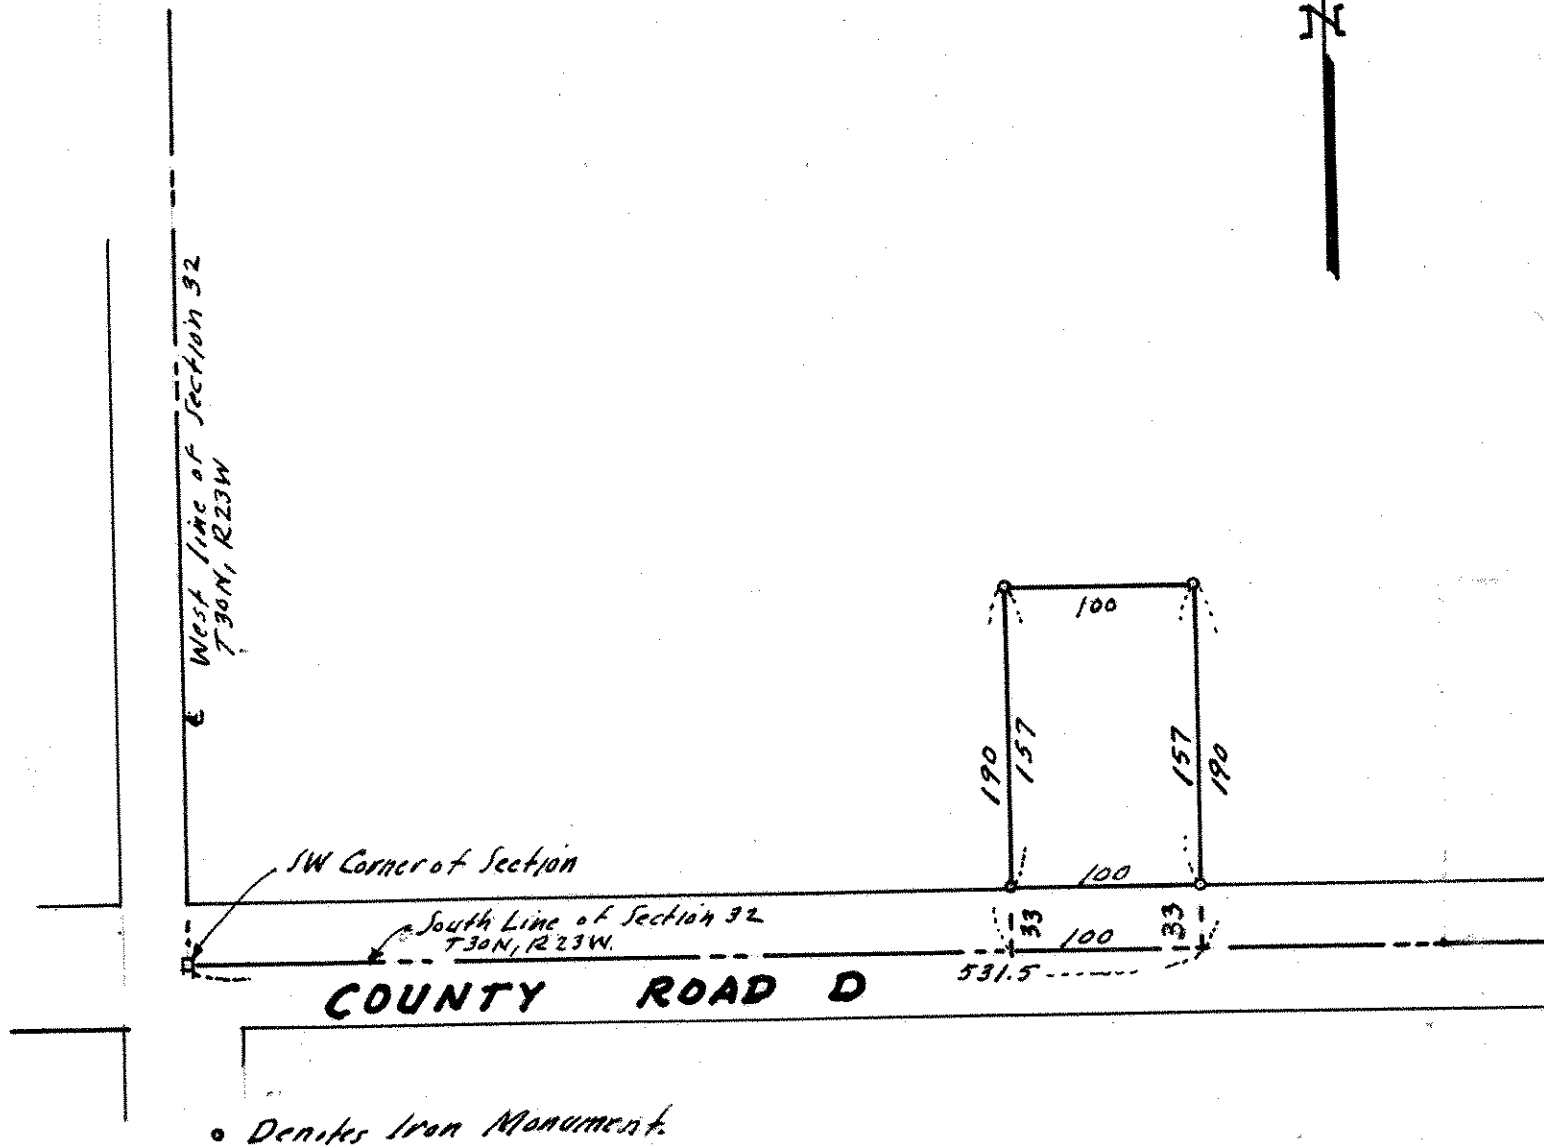 N
West line of Section 32
T30N, R23W
℄
100
190
157
157
190
SW Corner of Section
100
South Line of Section 32
T30N, R23W.
33
33
100
531.5
COUNTY ROAD D
o Denotes Iron Monument.